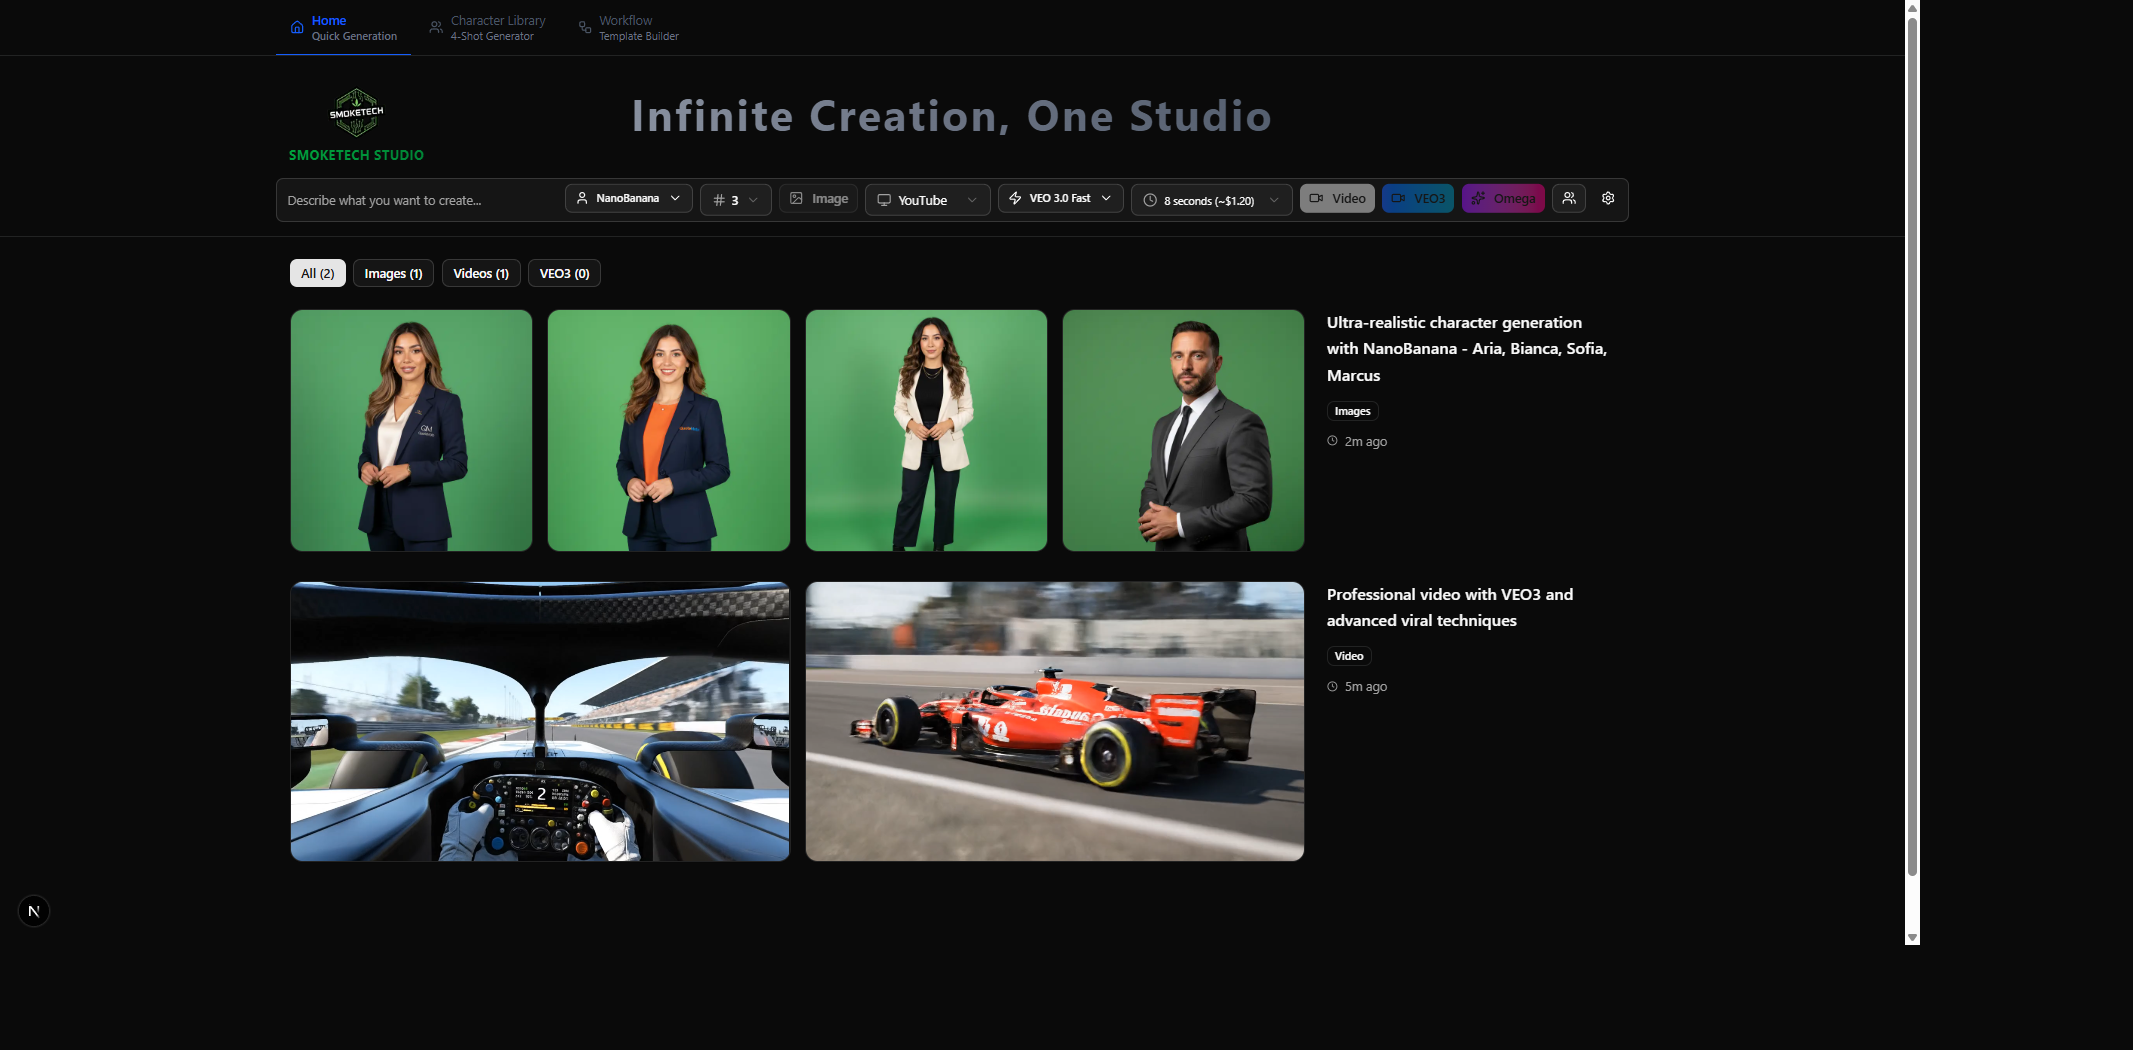 Home
Quick Generation
Character Library
4-Shot Generator
Workflow
Template Builder
SMOKETECH
SMOKETECH STUDIO
Infinite Creation, One Studio
Describe what you want to create...
NanoBanana
3
Image
YouTube
VEO 3.0 Fast
8 seconds (~$1.20)
Video
VEO3
Omega
All (2)
Images (1)
Videos (1)
VEO3 (0)
Ultra-realistic character generation
with NanoBanana - Aria, Bianca, Sofia,
Marcus
Images
2m ago
2
Professional video with VEO3 and
advanced viral techniques
Video
5m ago
N